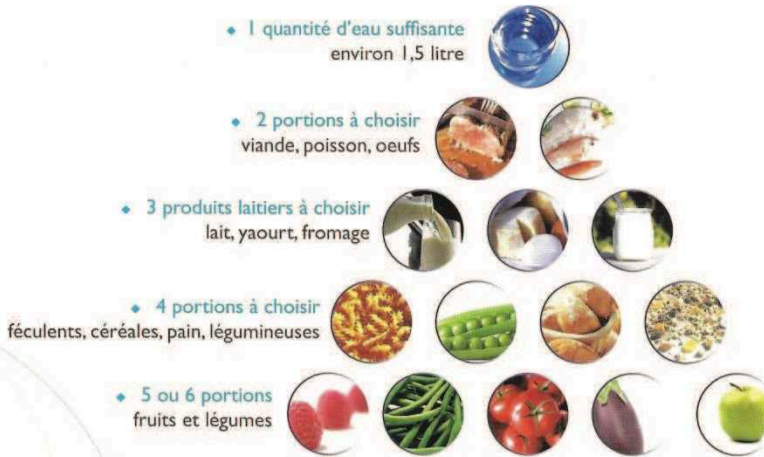 ◆ 1 quantité d'eau suffisante
environ 1,5 litre
◆ 2 portions à choisir
viande, poisson, oeufs
◆ 3 produits laitiers à choisir
lait, yaourt, fromage
◆ 4 portions à choisir
féculents, céréales, pain, légumineuses
◆ 5 ou 6 portions
fruits et légumes